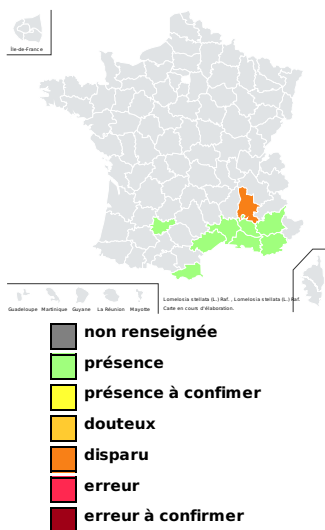 Île-de-France
Guadeloupe Martinique Guyane La Réunion Mayotte
Lomelosia stellata (L.) Raf. , Lomelosia stellata (L.) Raf.
Carte en cours d'élaboration.
non renseignée
présence
présence à confimer
douteux
disparu
erreur
erreur à confirmer